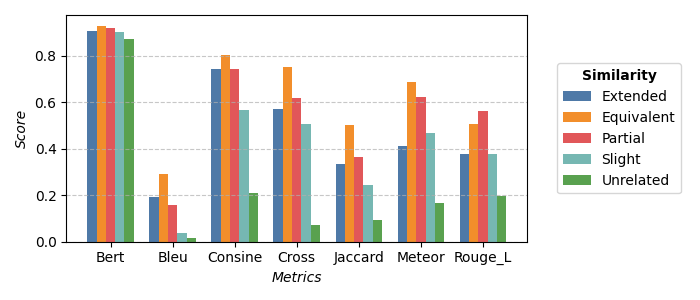 Score
0.8
0.6
0.4
0.2
0.0
Bert Bleu Consine Cross Jaccard Meteor Rouge_L
Metrics
Similarity
Extended
Equivalent
Partial
Slight
Unrelated